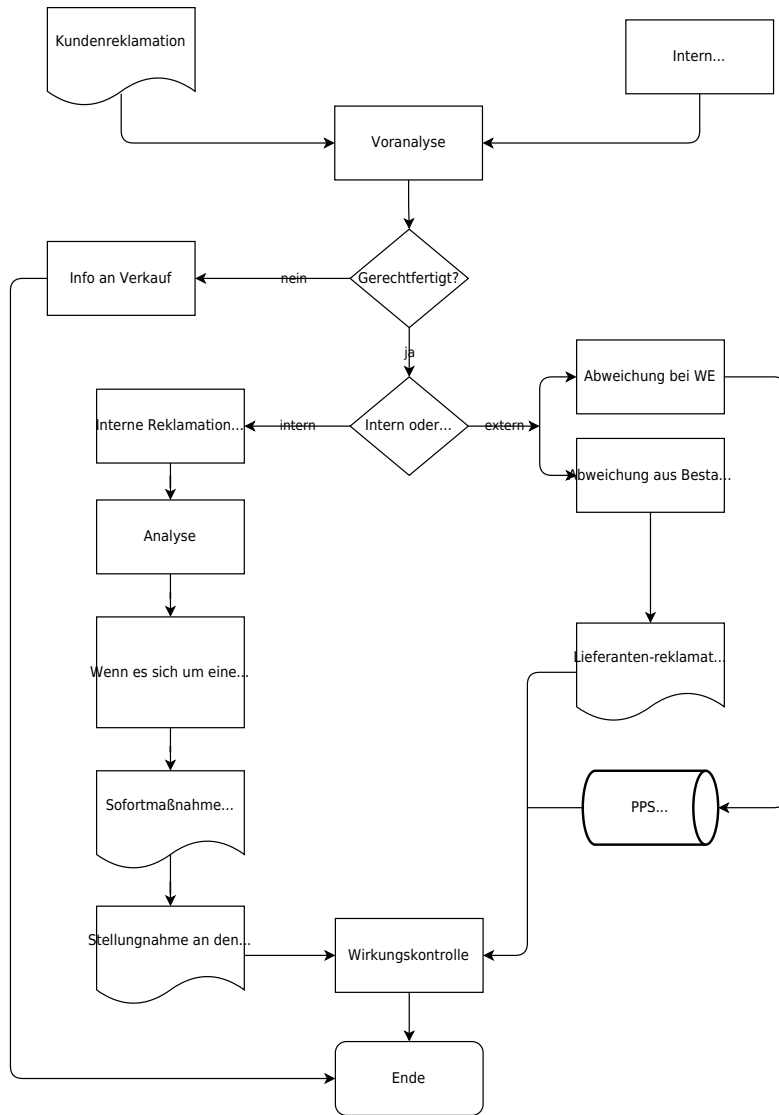 Kundenreklamation
Intern...
Voranalyse
Info an Verkauf
nein
Gerechtfertigt?
ja
Abweichung bei WE
Interne Reklamation...
intern
Intern oder...
extern
Abweichung aus Besta...
Analyse
Wenn es sich um eine...
Lieferanten-reklamat...
Sofortmaßnahme...
PPS...
Stellungnahme an den...
Wirkungskontrolle
Ende